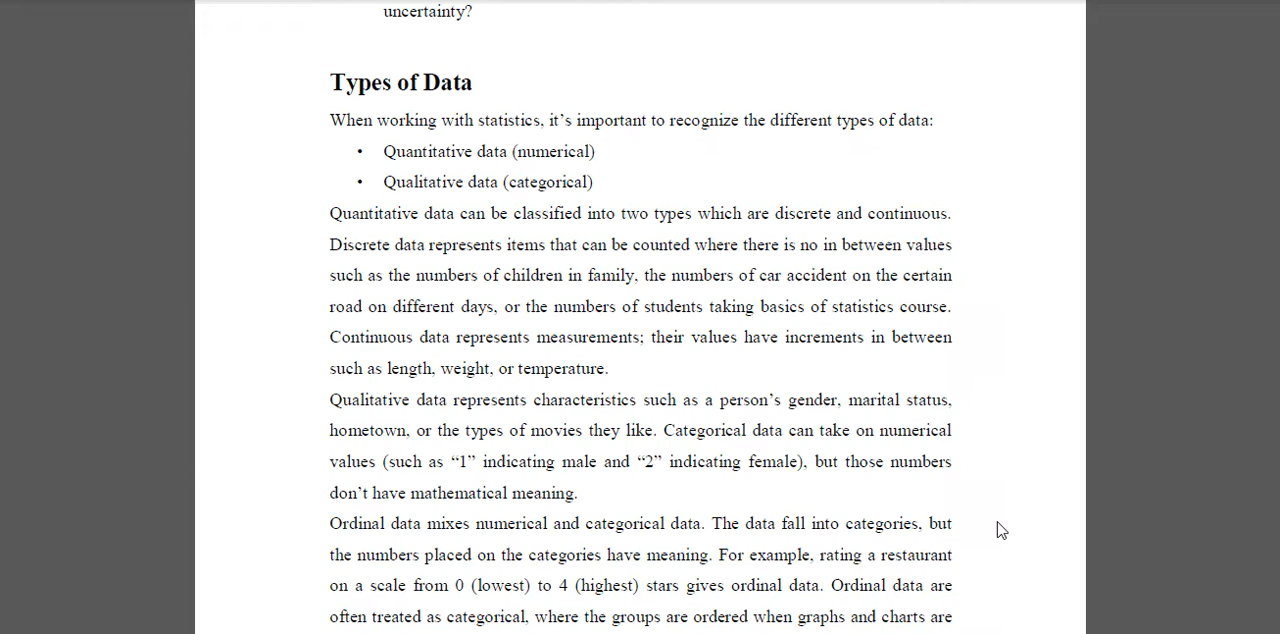 uncertainty?
Types of Data
When working with statistics, it’s important to recognize the different types of data:
• Quantitative data (numerical)
• Qualitative data (categorical)
Quantitative data can be classified into two types which are discrete and continuous.
Discrete data represents items that can be counted where there is no in between values
such as the numbers of children in family, the numbers of car accident on the certain
road on different days, or the numbers of students taking basics of statistics course.
Continuous data represents measurements; their values have increments in between
such as length, weight, or temperature.
Qualitative data represents characteristics such as a person’s gender, marital status,
hometown, or the types of movies they like. Categorical data can take on numerical
values (such as “1” indicating male and “2” indicating female), but those numbers
don’t have mathematical meaning.
Ordinal data mixes numerical and categorical data. The data fall into categories, but
the numbers placed on the categories have meaning. For example, rating a restaurant
on a scale from 0 (lowest) to 4 (highest) stars gives ordinal data. Ordinal data are
often treated as categorical, where the groups are ordered when graphs and charts are